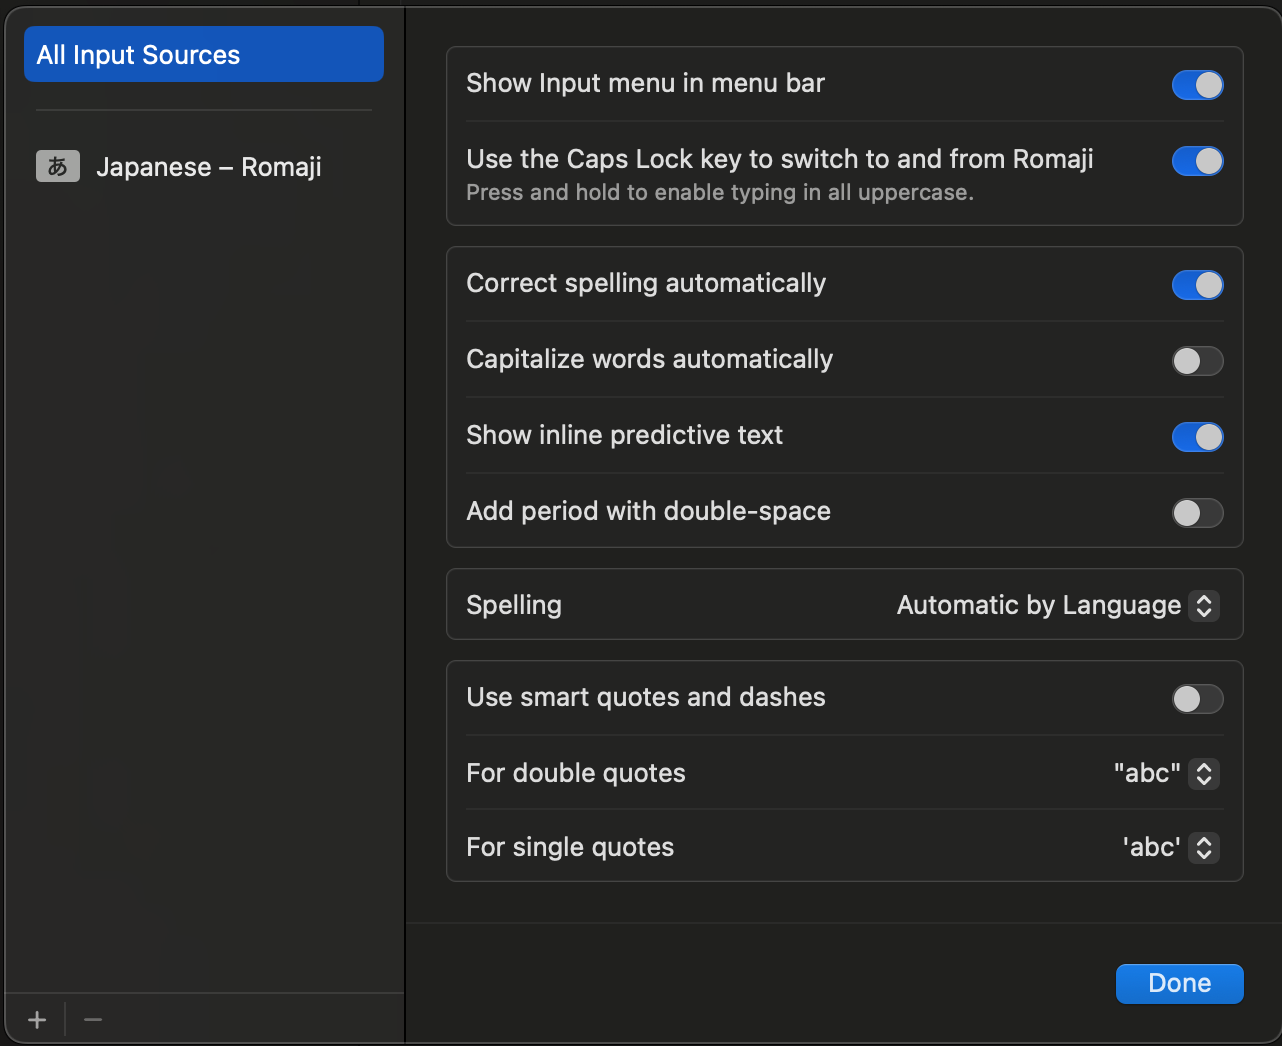 All Input Sources
あ Japanese – Romaji
Show Input menu in menu bar
Use the Caps Lock key to switch to and from Romaji
Press and hold to enable typing in all uppercase.
Correct spelling automatically
Capitalize words automatically
Show inline predictive text
Add period with double-space
Spelling Automatic by Language
Use smart quotes and dashes
For double quotes "abc"
For single quotes 'abc'
Done
+ −